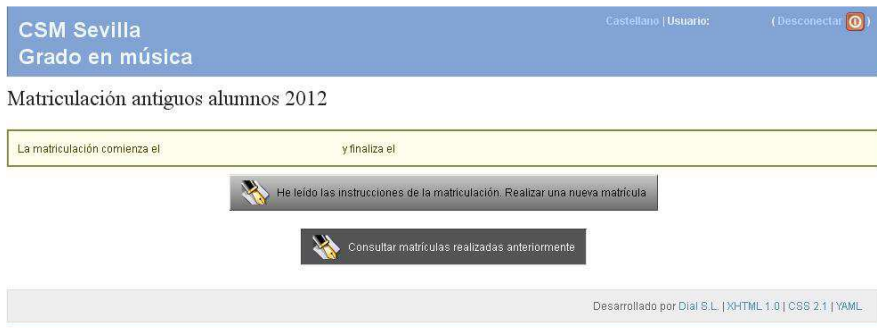 CSM Sevilla
Grado en música
Castellano | Usuario: ( Desconectar )
Matriculación antiguos alumnos 2012
La matriculación comienza el y finaliza el
He leído las instrucciones de la matriculación. Realizar una nueva matrícula
Consultar matrículas realizadas anteriormente
Desarrollado por Dial S.L. | XHTML 1.0 | CSS 2.1 | YAML